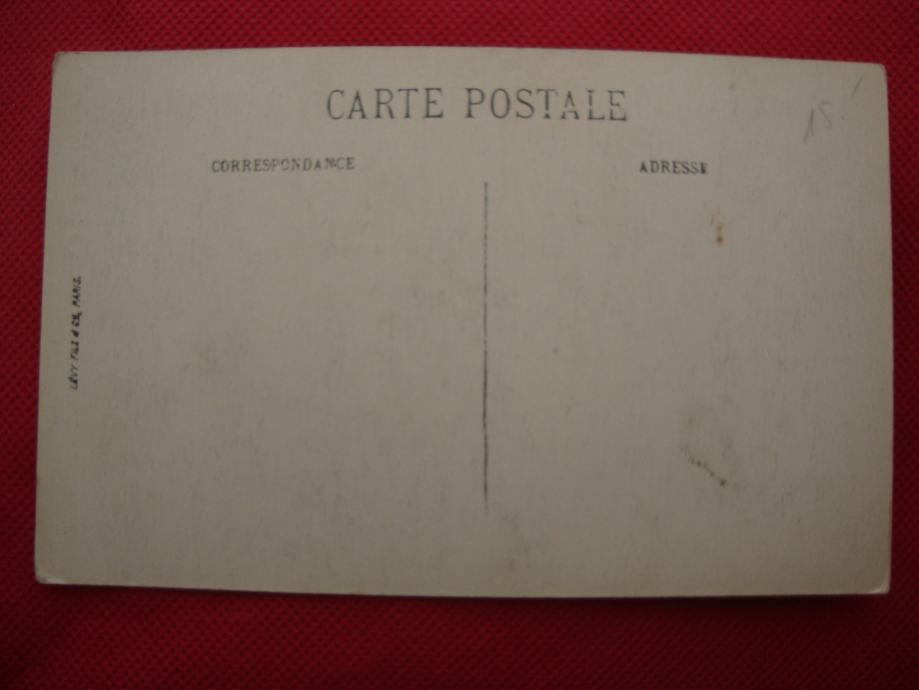 CARTE POSTALE
15.
CORRESPONDANCE
ADRESSE
LÉVY FILS & Cie, PARIS.